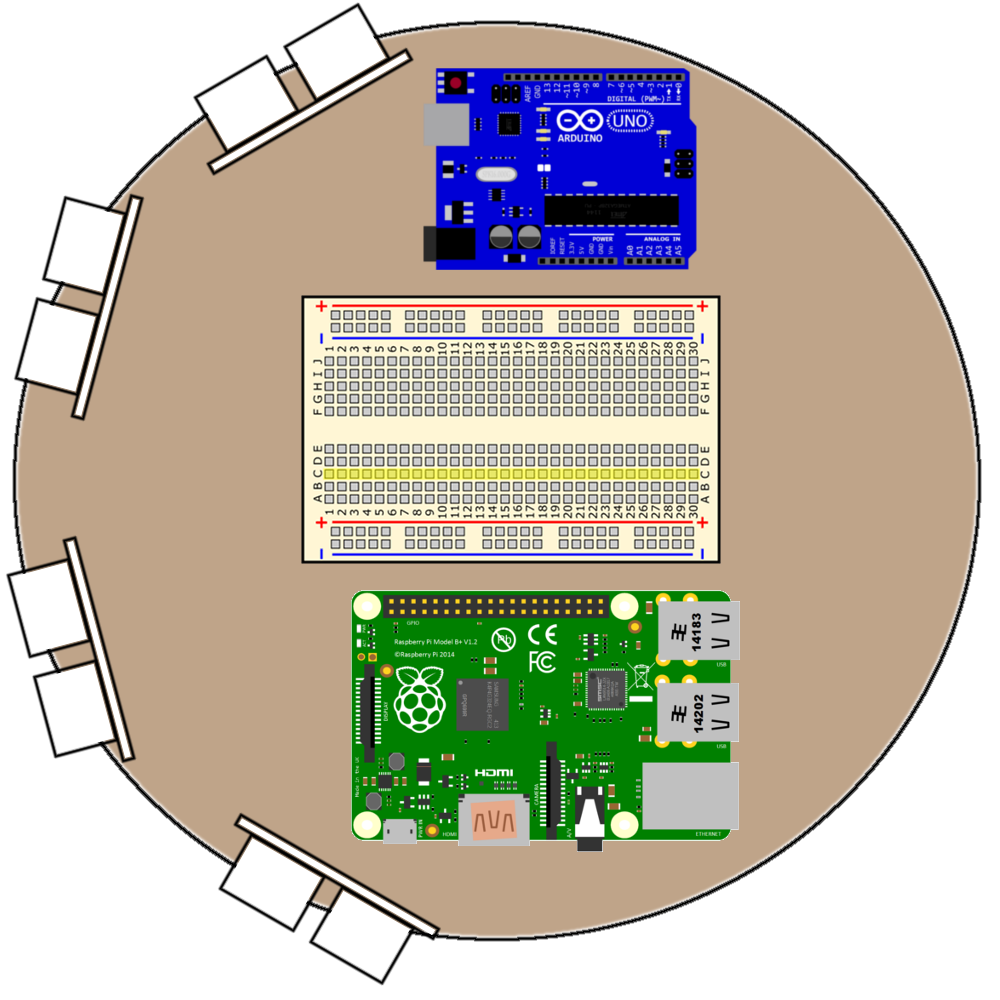 AREF GND 13 12 ~11 ~10 ~9 8 7 ~6 ~5 4 ~3 2 TX→1 RX←0
DIGITAL (PWM~)
UNO
ARDUINO
POWER ANALOG IN
IOREF RESET 3.3V 5V GND GND Vin A0 A1 A2 A3 A4 A5
+ +
- -
1 2 3 4 5 6 7 8 9 10 11 12 13 14 15 16 17 18 19 20 21 22 23 24 25 26 27 28 29 30
J J
I I
H H
G G
F F
E E
D D
C C
B B
A A
1 2 3 4 5 6 7 8 9 10 11 12 13 14 15 16 17 18 19 20 21 22 23 24 25 26 27 28 29 30
+ +
- -
GPIO
Raspberry Pi Model B+ V1.2
©Raspberry Pi 2014
Pb
CE
FC
14183
USB
DISPLAY
14202
USB
Made in the UK
HDMI
CAMERA
PWR IN
HDMI
A/V
ETHERNET